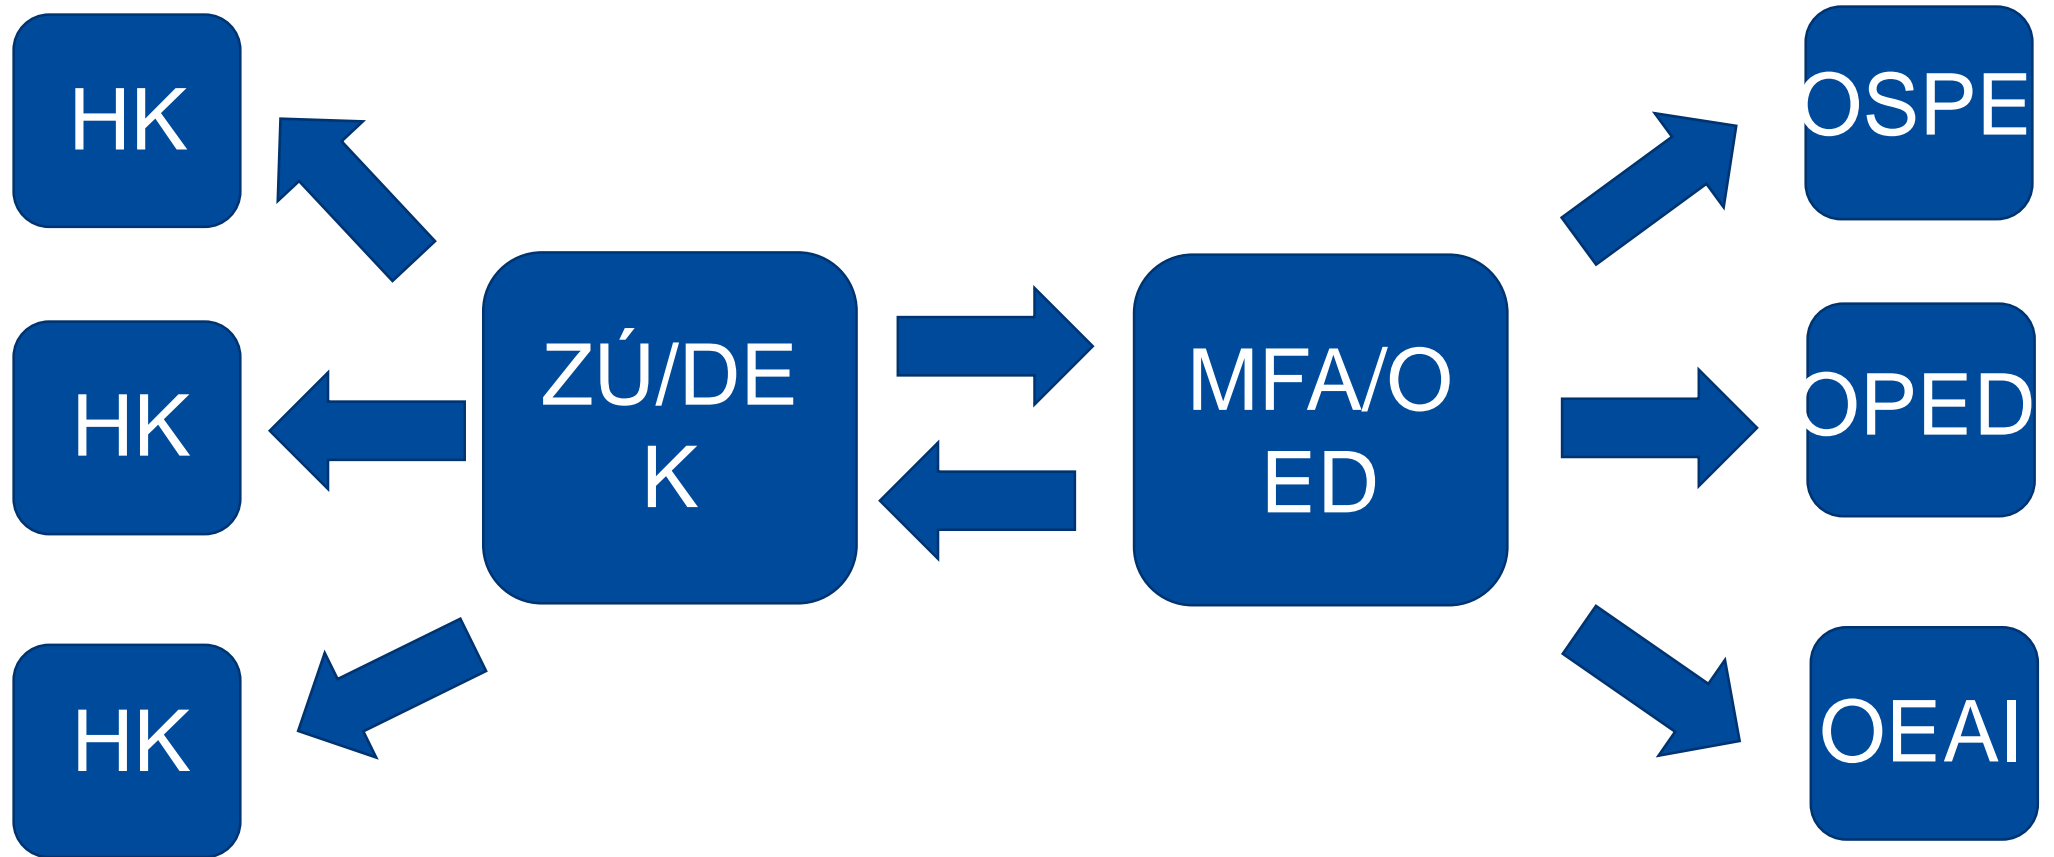 HK
HK
HK
ZÚ/DE
K
MFA/O
ED
OSPE
OPED
OEAI